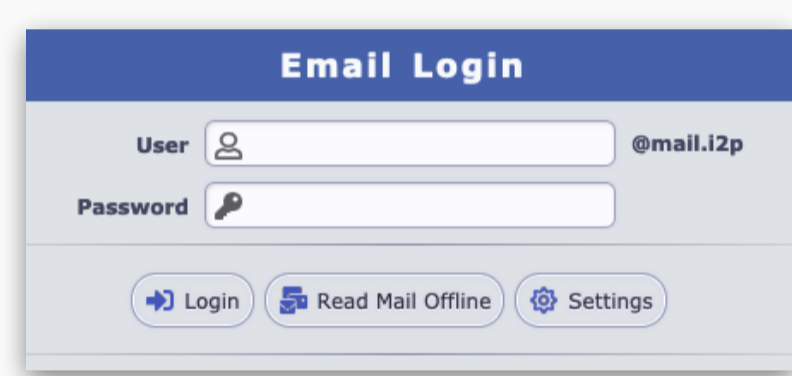 Email Login
User @mail.i2p
Password
Login Read Mail Offline Settings